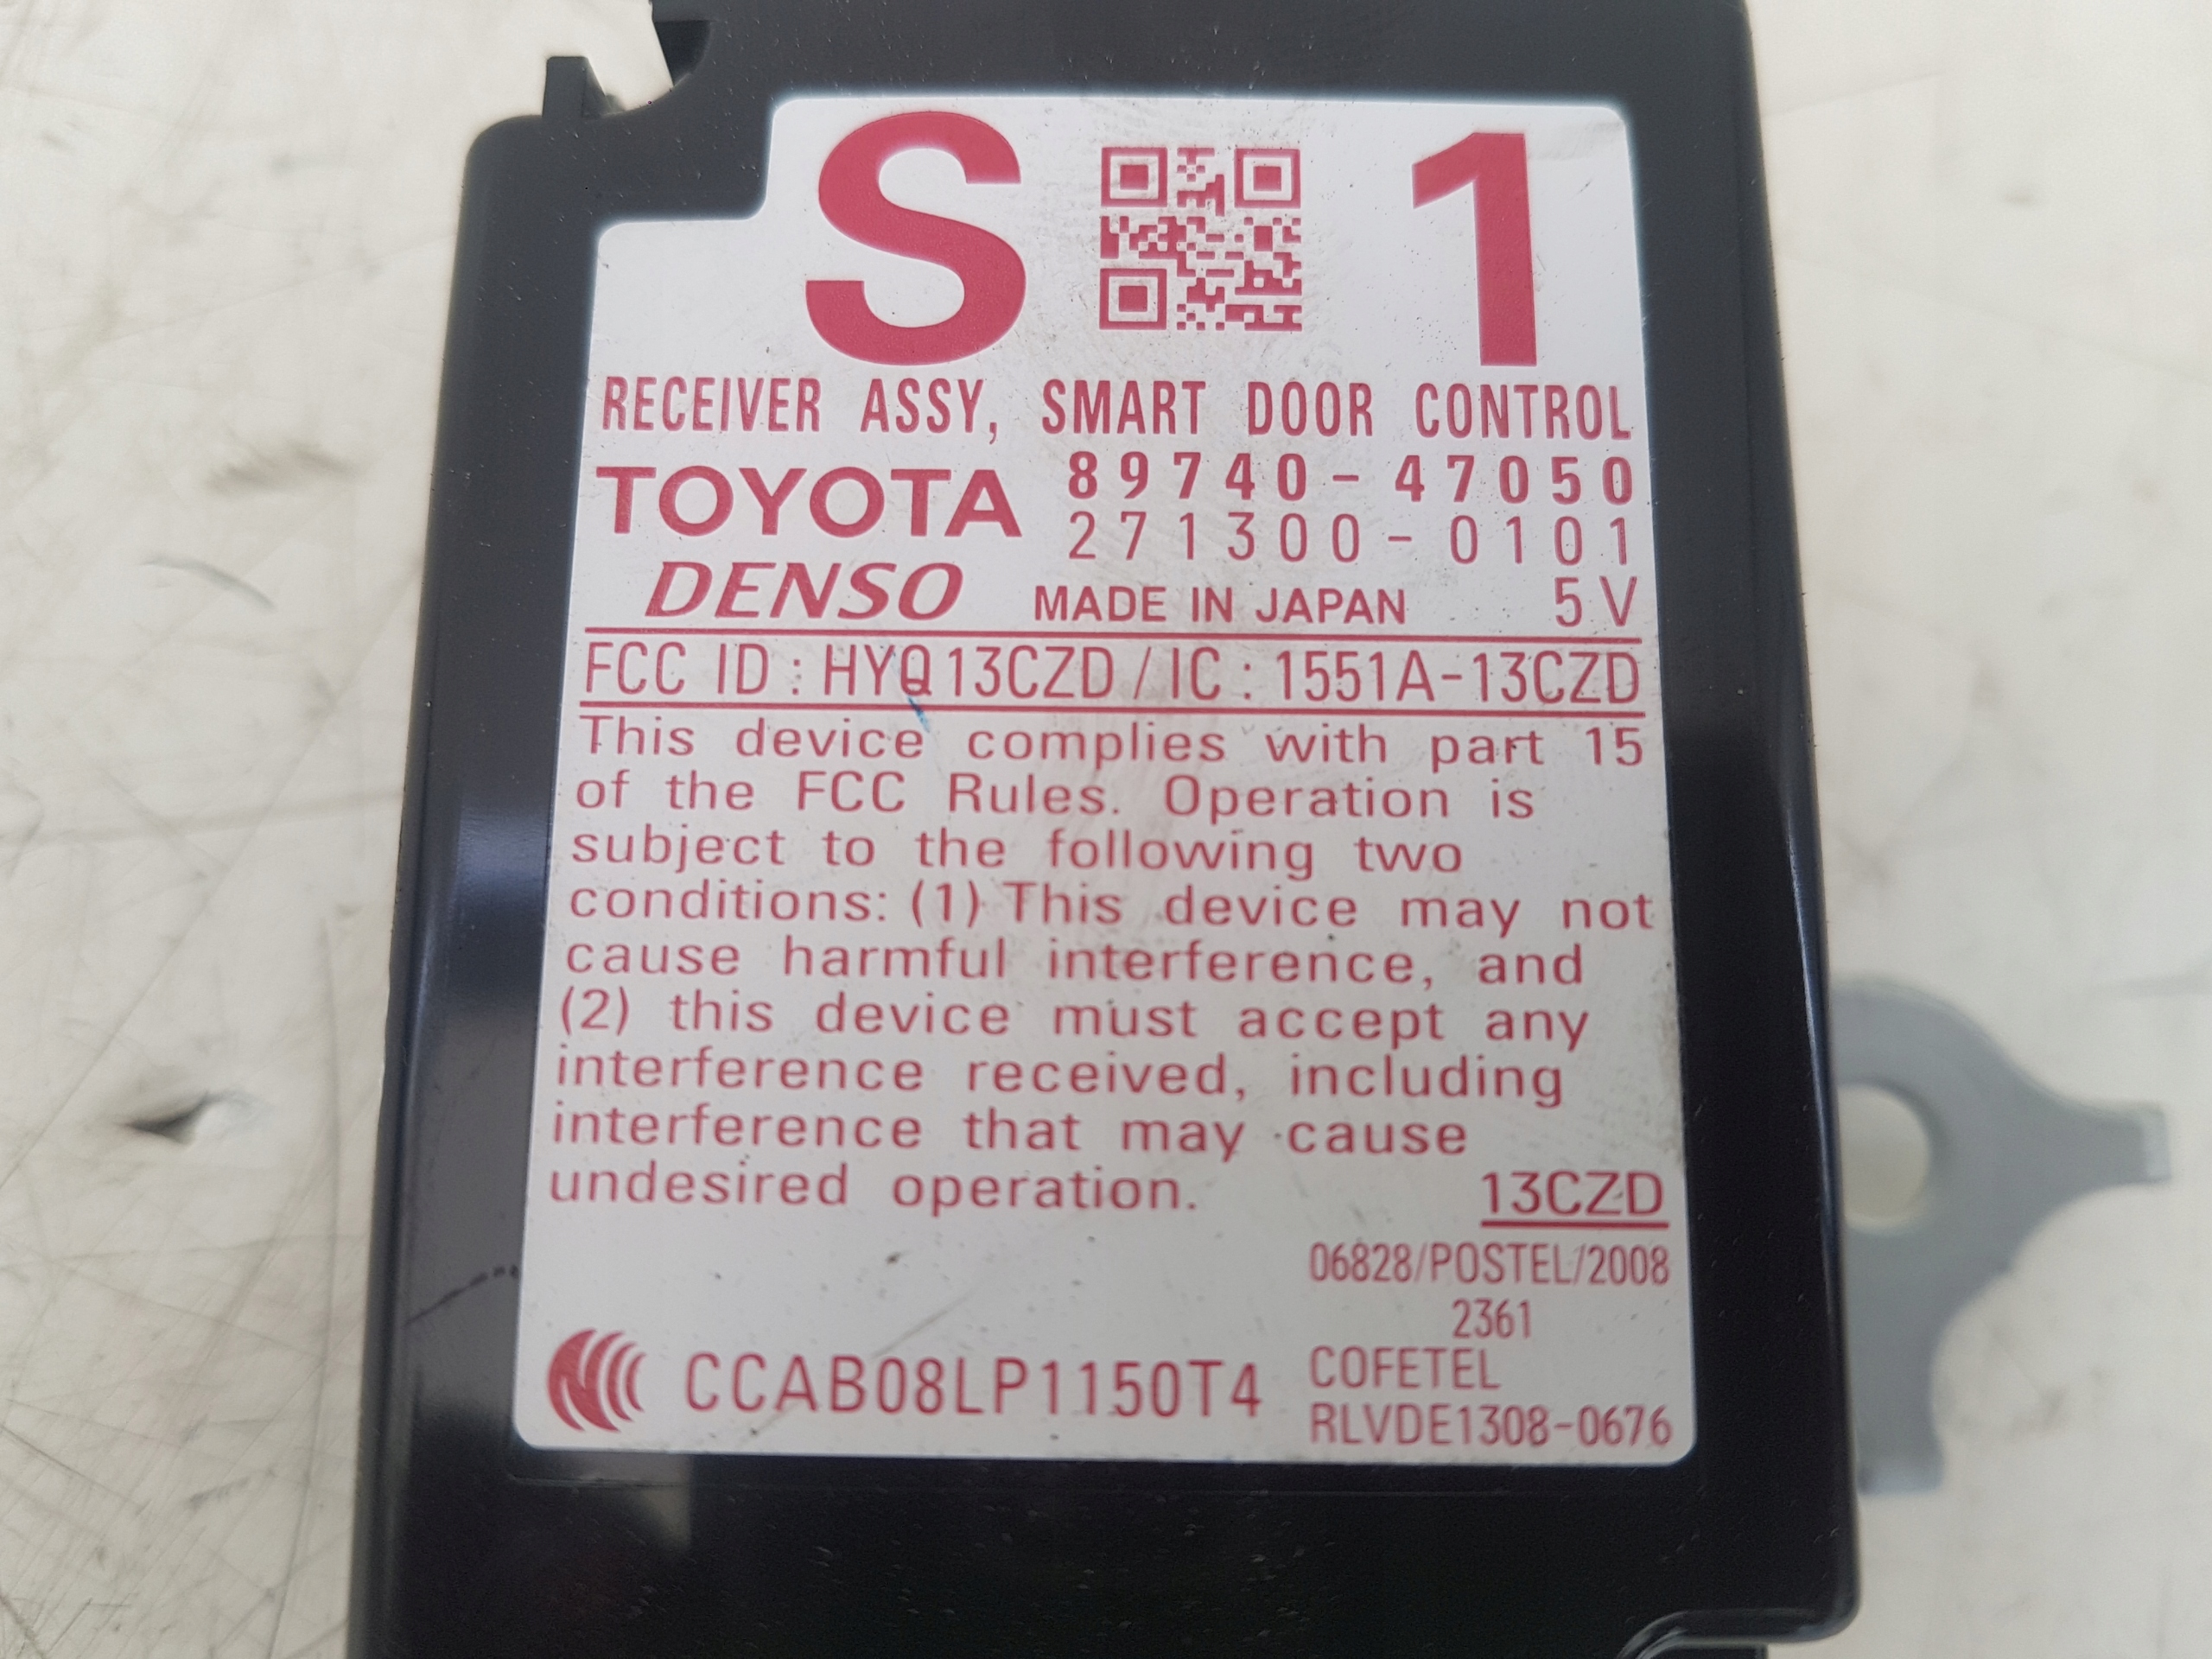 S 1
RECEIVER ASSY, SMART DOOR CONTROL
TOYOTA 89740-47050
271300-0101
DENSO MADE IN JAPAN 5V
FCC ID : HYQ13CZD / IC : 1551A-13CZD
This device complies with part 15
of the FCC Rules. Operation is
subject to the following two
conditions: (1) This device may not
cause harmful interference, and
(2) this device must accept any
interference received, including
interference that may cause
undesired operation. 13CZD
06828/POSTEL/2008
2361
CCAB08LP1150T4 COFETEL
RLVDE1308-0676